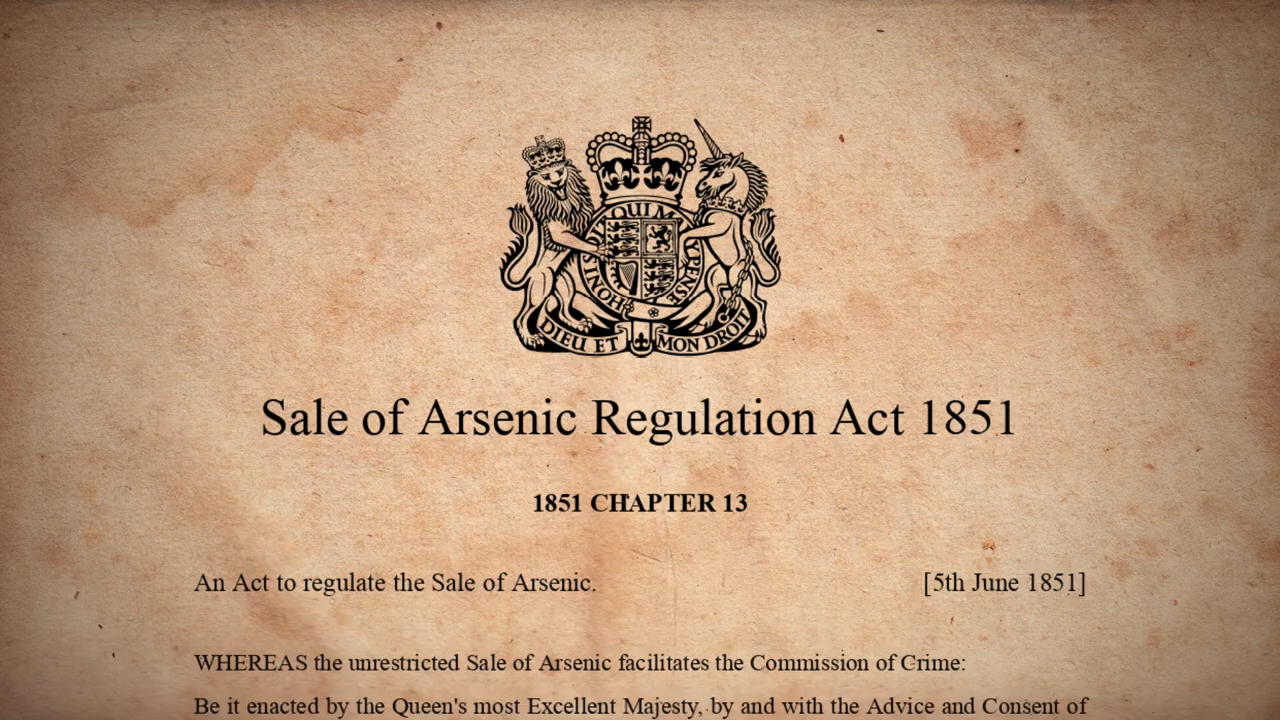 QUI M
HONI S
PENSE
DIEU ET MON DROIT
Sale of Arsenic Regulation Act 1851
1851 CHAPTER 13
An Act to regulate the Sale of Arsenic. [5th June 1851]
WHEREAS the unrestricted Sale of Arsenic facilitates the Commission of Crime:
Be it enacted by the Queen's most Excellent Majesty, by and with the Advice and Consent of